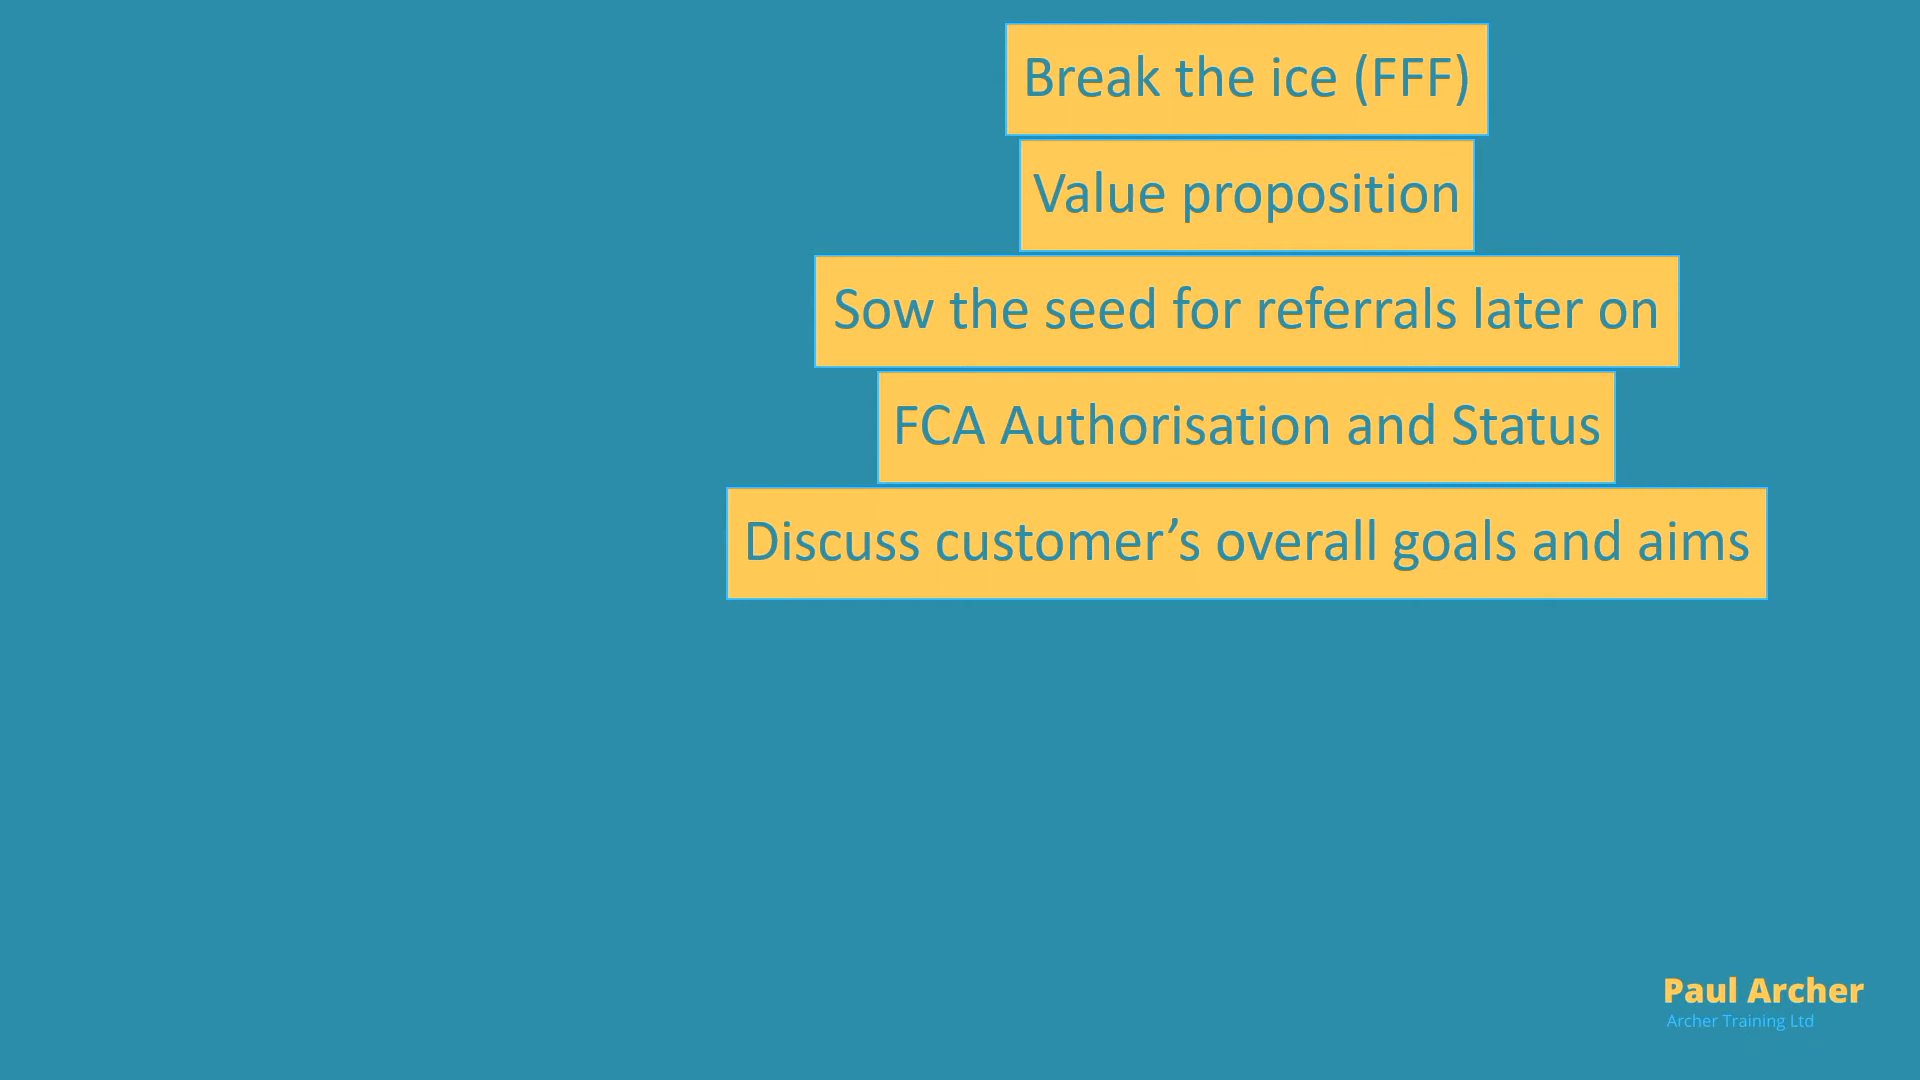 Break the ice (FFF)
Value proposition
Sow the seed for referrals later on
FCA Authorisation and Status
Discuss customer’s overall goals and aims
Paul Archer
Archer Training Ltd